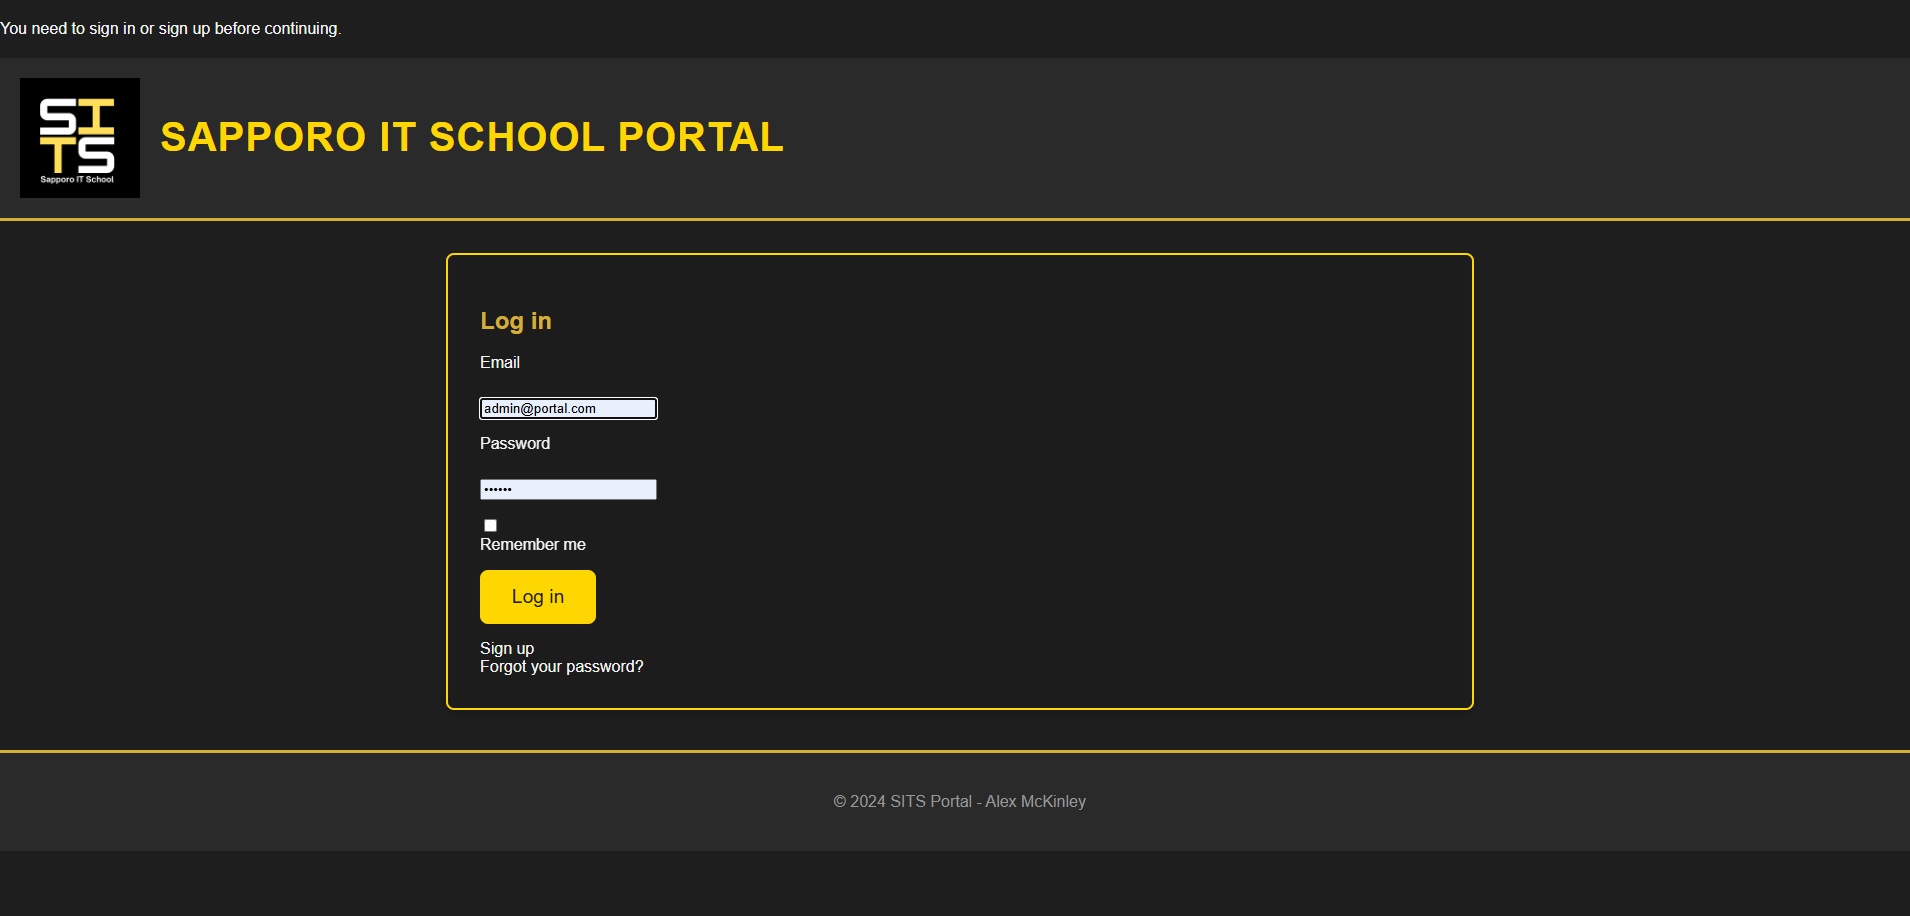 You need to sign in or sign up before continuing.
SI
TS
Sapporo IT School
SAPPORO IT SCHOOL PORTAL
Log in
Email
admin@portal.com
Password
••••••
Remember me
Log in
Sign up
Forgot your password?
© 2024 SITS Portal - Alex McKinley